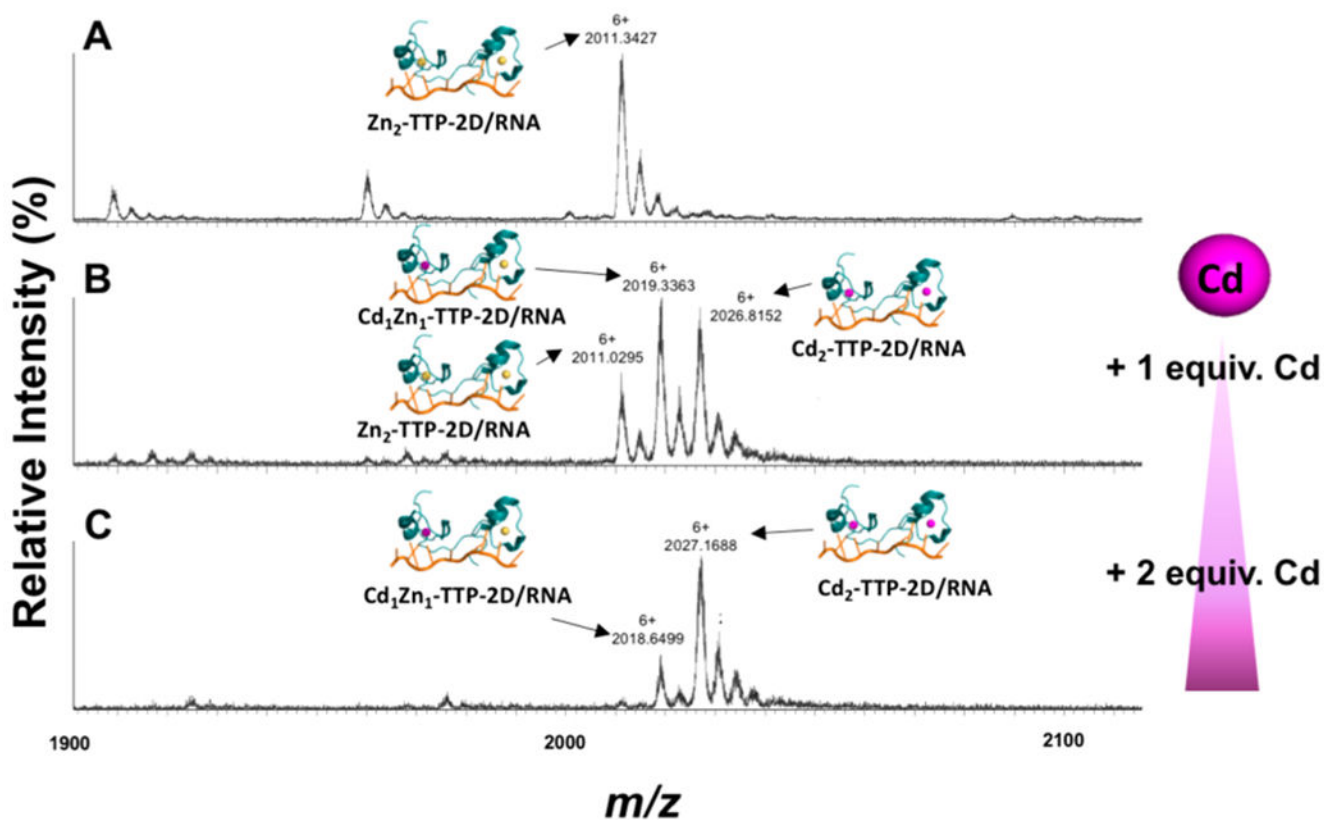 A
6+
2011.3427
Zn₂-TTP-2D/RNA
B
6+
2019.3363
6+
2026.8152
Cd₁Zn₁-TTP-2D/RNA
Cd₂-TTP-2D/RNA
6+
2011.0295
Zn₂-TTP-2D/RNA
C
6+
2027.1688
Cd₁Zn₁-TTP-2D/RNA
Cd₂-TTP-2D/RNA
6+
2018.6499
Relative Intensity (%)
1900
2000
2100
m/z
Cd
+ 1 equiv. Cd
+ 2 equiv. Cd